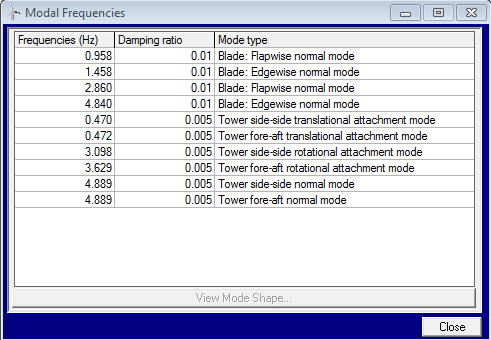 Modal Frequencies
Frequencies (Hz) Damping ratio Mode type
0.958 0.01 Blade: Flapwise normal mode
1.458 0.01 Blade: Edgewise normal mode
2.860 0.01 Blade: Flapwise normal mode
4.840 0.01 Blade: Edgewise normal mode
0.470 0.005 Tower side-side translational attachment mode
0.472 0.005 Tower fore-aft translational attachment mode
3.098 0.005 Tower side-side rotational attachment mode
3.629 0.005 Tower fore-aft rotational attachment mode
4.889 0.005 Tower side-side normal mode
4.889 0.005 Tower fore-aft normal mode
View Mode Shape...
Close